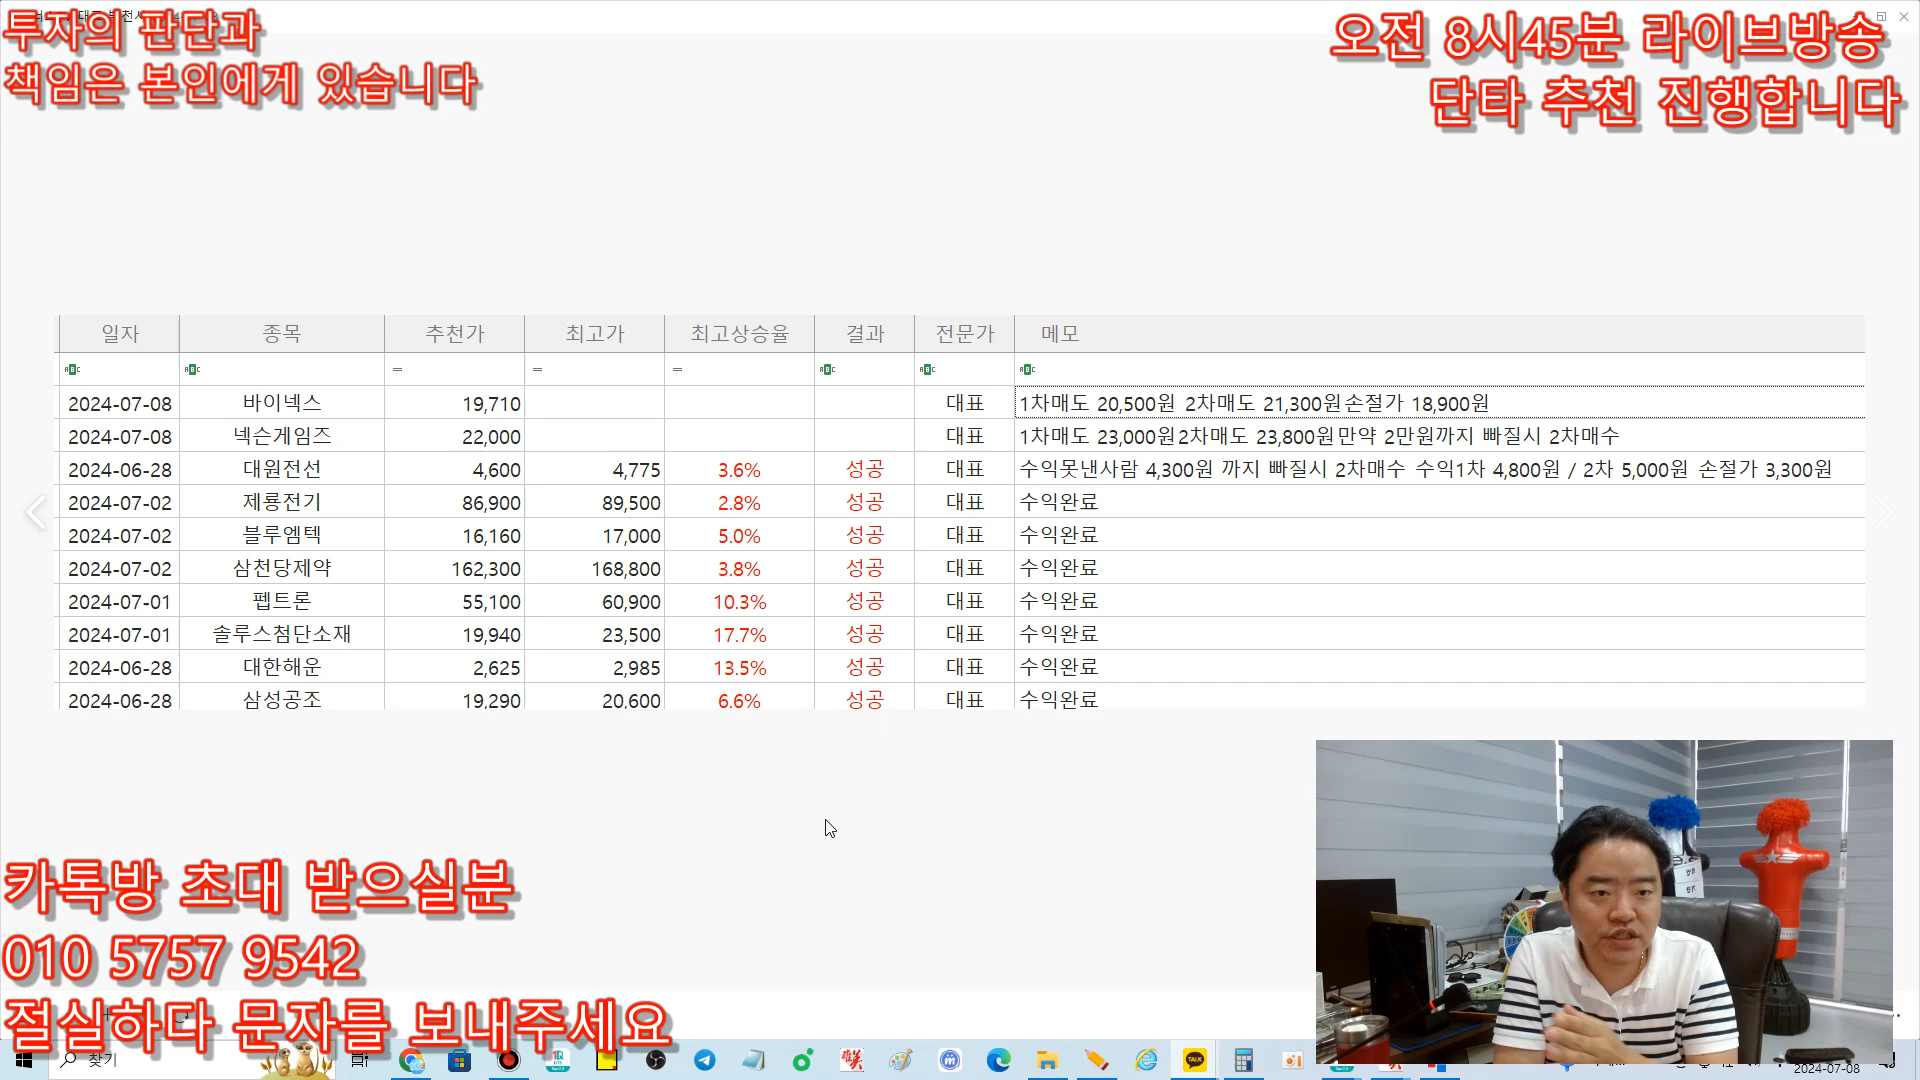 투자의 판단과
책임은 본인에게 있습니다
오전 8시45분 라이브방송
단타 추천 진행합니다
일자 종목 추천가 최고가 최고상승율 결과 전문가 메모
2024-07-08 바이넥스 19,710 대표 1차매도 20,500원 2차매도 21,300원손절가 18,900원
2024-07-08 넥슨게임즈 22,000 대표 1차매도 23,000원2차매도 23,800원만약 2만원까지 빠질시 2차매수
2024-06-28 대원전선 4,600 4,775 3.6% 성공 대표 수익못낸사람 4,300원 까지 빠질시 2차매수 수익1차 4,800원 / 2차 5,000원 손절가 3,300원
2024-07-02 제룡전기 86,900 89,500 2.8% 성공 대표 수익완료
2024-07-02 블루엠텍 16,160 17,000 5.0% 성공 대표 수익완료
2024-07-02 삼천당제약 162,300 168,800 3.8% 성공 대표 수익완료
2024-07-01 펩트론 55,100 60,900 10.3% 성공 대표 수익완료
2024-07-01 솔루스첨단소재 19,940 23,500 17.7% 성공 대표 수익완료
2024-06-28 대한해운 2,625 2,985 13.5% 성공 대표 수익완료
2024-06-28 삼성공조 19,290 20,600 6.6% 성공 대표 수익완료
카톡방 초대 받으실분
010 5757 9542
절실하다 문자를 보내주세요
찾기
TALK
2024-07-08